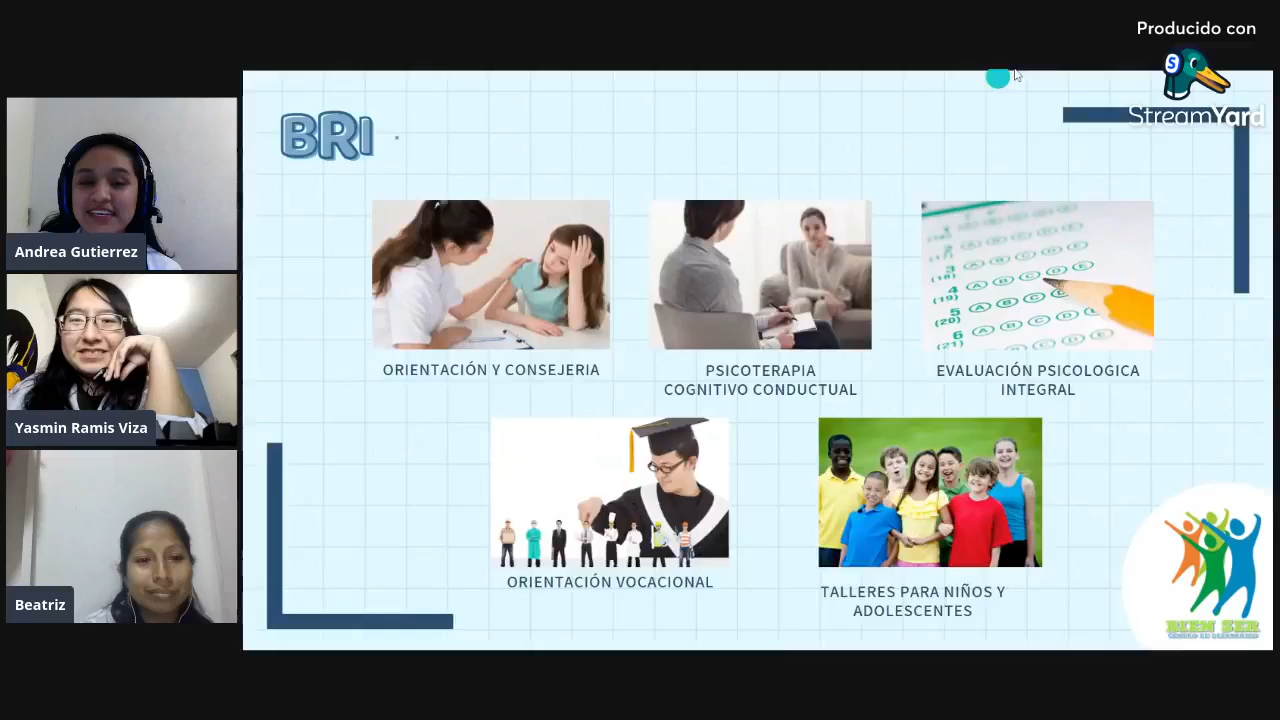 Producido con
StreamYard
BRI
Andrea Gutierrez
Yasmin Ramis Viza
Beatriz
ORIENTACIÓN Y CONSEJERIA
PSICOTERAPIA
COGNITIVO CONDUCTUAL
EVALUACIÓN PSICOLOGICA
INTEGRAL
ORIENTACIÓN VOCACIONAL
TALLERES PARA NIÑOS Y
ADOLESCENTES
BIEN SER